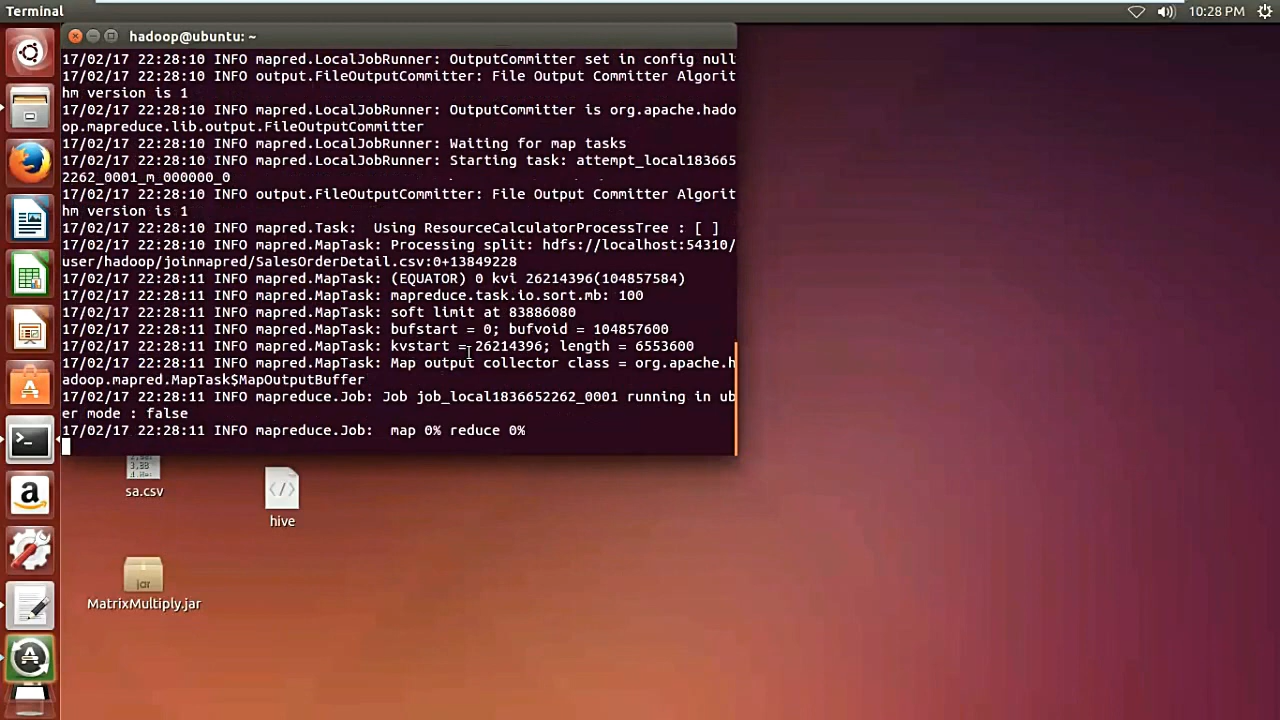 Terminal
10:28 PM
hadoop@ubuntu: ~
17/02/17 22:28:10 INFO mapred.LocalJobRunner: OutputCommitter set in config null
17/02/17 22:28:10 INFO output.FileOutputCommitter: File Output Committer Algorit
hm version is 1
17/02/17 22:28:10 INFO mapred.LocalJobRunner: OutputCommitter is org.apache.hado
op.mapreduce.lib.output.FileOutputCommitter
17/02/17 22:28:10 INFO mapred.LocalJobRunner: Waiting for map tasks
17/02/17 22:28:10 INFO mapred.LocalJobRunner: Starting task: attempt_local183665
2262_0001_m_000000_0
17/02/17 22:28:10 INFO output.FileOutputCommitter: File Output Committer Algorit
hm version is 1
17/02/17 22:28:10 INFO mapred.Task:  Using ResourceCalculatorProcessTree : [ ]
17/02/17 22:28:10 INFO mapred.MapTask: Processing split: hdfs://localhost:54310/
user/hadoop/joinmapred/SalesOrderDetail.csv:0+13849228
17/02/17 22:28:11 INFO mapred.MapTask: (EQUATOR) 0 kvi 26214396(104857584)
17/02/17 22:28:11 INFO mapred.MapTask: mapreduce.task.io.sort.mb: 100
17/02/17 22:28:11 INFO mapred.MapTask: soft limit at 83886080
17/02/17 22:28:11 INFO mapred.MapTask: bufstart = 0; bufvoid = 104857600
17/02/17 22:28:11 INFO mapred.MapTask: kvstart = 26214396; length = 6553600
17/02/17 22:28:11 INFO mapred.MapTask: Map output collector class = org.apache.h
adoop.mapred.MapTask$MapOutputBuffer
17/02/17 22:28:11 INFO mapreduce.Job: Job job_local1836652262_0001 running in ub
er mode : false
17/02/17 22:28:11 INFO mapreduce.Job:  map 0% reduce 0%
sa.csv
hive
jar
MatrixMultiply.jar